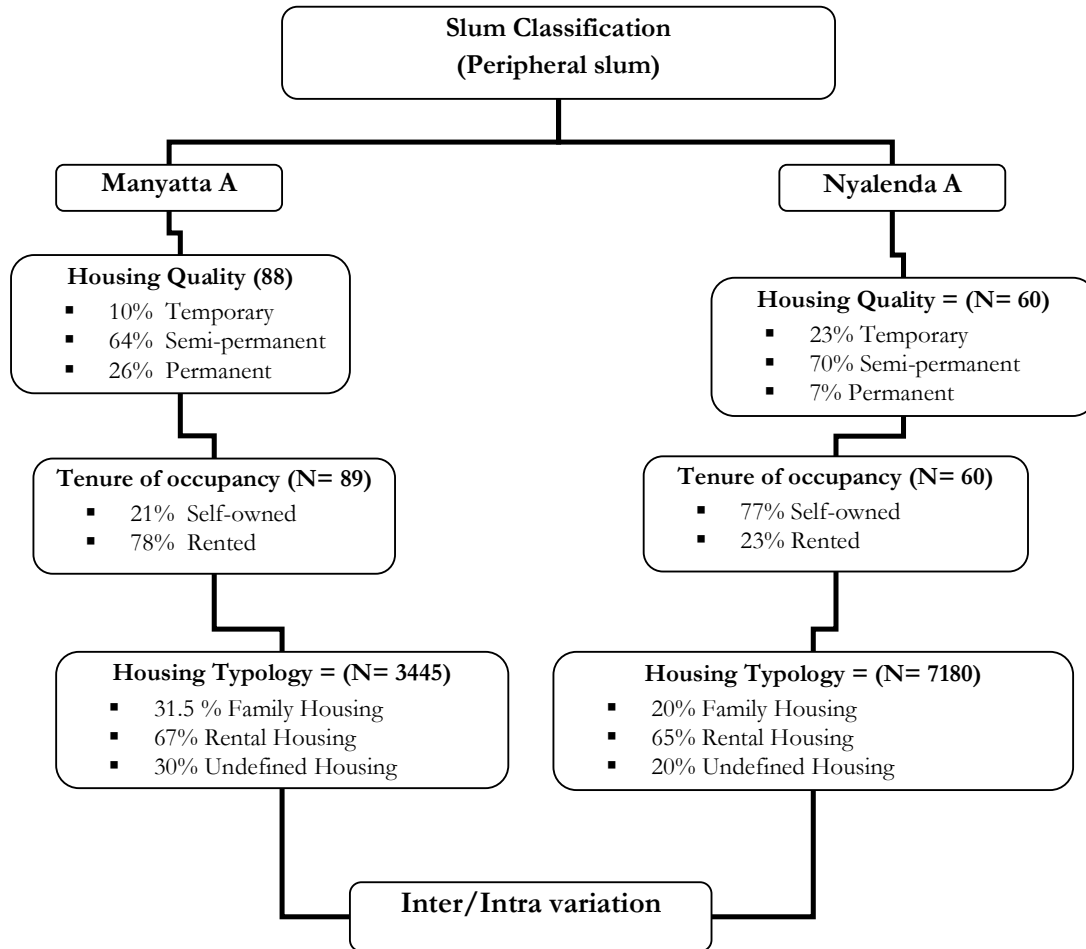 Slum Classification
(Peripheral slum)
Manyatta A
Nyalenda A
Housing Quality (88)
▪ 10% Temporary
▪ 64% Semi-permanent
▪ 26% Permanent
Housing Quality = (N= 60)
▪ 23% Temporary
▪ 70% Semi-permanent
▪ 7% Permanent
Tenure of occupancy (N= 89)
▪ 21% Self-owned
▪ 78% Rented
Tenure of occupancy (N= 60)
▪ 77% Self-owned
▪ 23% Rented
Housing Typology = (N= 3445)
▪ 31.5 % Family Housing
▪ 67% Rental Housing
▪ 30% Undefined Housing
Housing Typology = (N= 7180)
▪ 20% Family Housing
▪ 65% Rental Housing
▪ 20% Undefined Housing
Inter/Intra variation